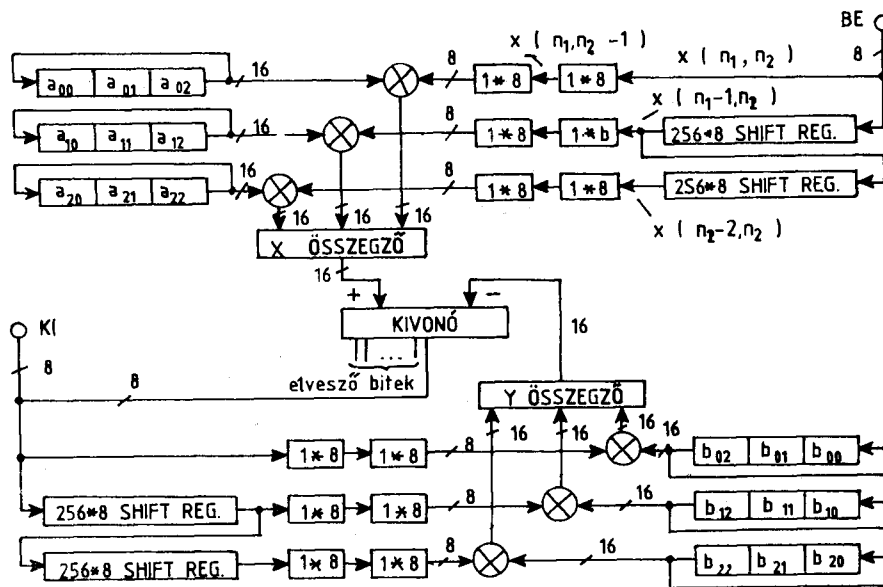 BE
x ( n₁,n₂ -1)
8
16
a₀₀ a₀₁ a₀₂
8
1*8
1*8
x ( n₁, n₂ )
x ( n₁-1,n₂ )
16
a₁₀ a₁₁ a₁₂
8
1*8
1*b
256*8 SHIFT REG.
16
a₂₀ a₂₁ a₂₂
8
1*8
1*8
2S6*8 SHIFT REG.
16
16
16
x ( n₂-2,n₂ )
X ÖSSZEGZŐ
16
+
−
KI
KIVONÓ
16
8
8
...
elvesző bitek
Y ÖSSZEGZŐ
16
16
16
1*8
1*8
8
16
b₀₂ b₀₁ b₀₀
256*8 SHIFT REG.
1*8
1*8
8
16
b₁₂ b₁₁ b₁₀
256*8 SHIFT REG.
1*8
1*8
8
16
b₂₂ b₂₁ b₂₀